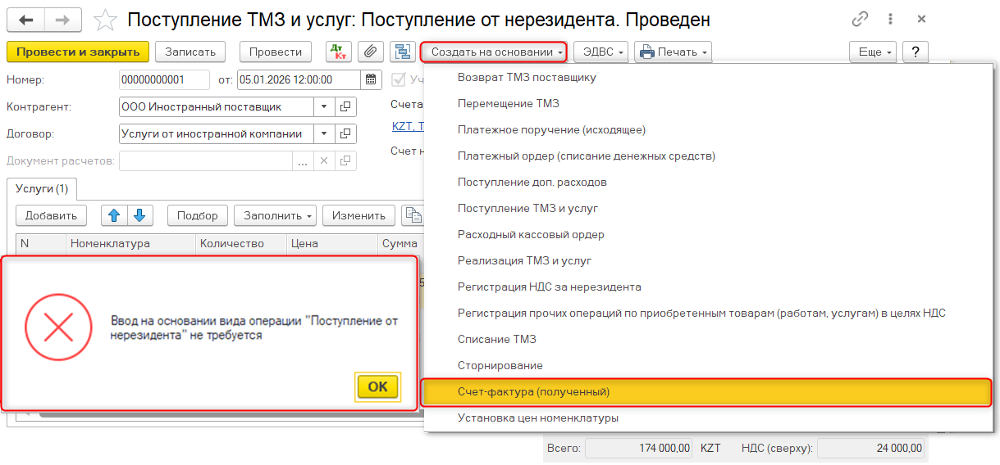 Поступление ТМЗ и услуг: Поступление от нерезидента. Проведен
Провести и закрыть Записать Провести Дт Кт Создать на основании ЭДВС Печать Еще ?
Номер: 00000000001 от: 05.01.2026 12:00:00 Уч
Контрагент: ООО Иностранный поставщик Счета
Договор: Услуги от иностранной компании KZT, Т
Документ расчетов: ... Счет н
Услуги (1)
Добавить Подбор Заполнить Изменить
N Номенклатура Количество Цена Сумма
5
Ввод на основании вида операции "Поступление от
нерезидента" не требуется
OK
Возврат ТМЗ поставщику
Перемещение ТМЗ
Платежное поручение (исходящее)
Платежный ордер (списание денежных средств)
Поступление доп. расходов
Поступление ТМЗ и услуг
Расходный кассовый ордер
Реализация ТМЗ и услуг
Регистрация НДС за нерезидента
Регистрация прочих операций по приобретенным товарам (работам, услугам) в целях НДС
Списание ТМЗ
Сторнирование
Счет-фактура (полученный)
Установка цен номенклатуры
Всего: 174 000,00 KZT НДС (сверху): 24 000,00